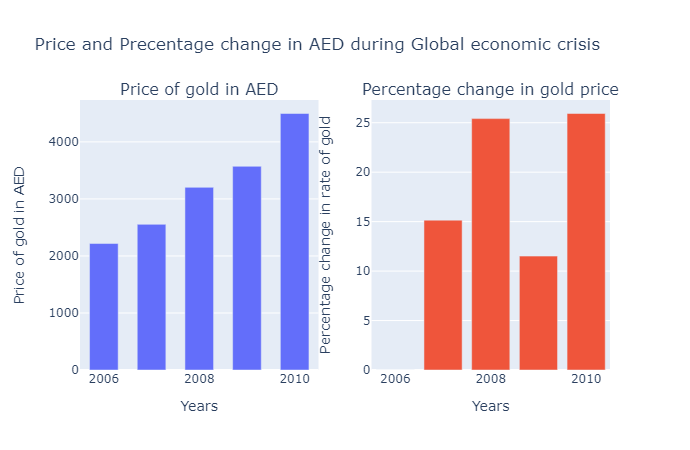 Price and Precentage change in AED during Global economic crisis
Price of gold in AED
Price of gold in AED
4000
3000
2000
1000
0
2006
2008
2010
Years
Percentage change in gold price
Percentage change in rate of gold
25
20
15
10
5
0
2006
2008
2010
Years